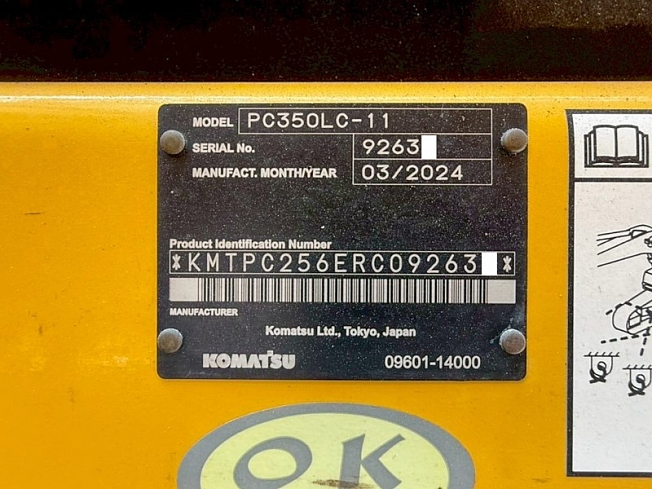 MODEL PC350LC-11
SERIAL No. 9263
MANUFACT. MONTH/YEAR 03/2024
Product Identification Number
*KMTPC256ERC09263 *
MANUFACTURER
Komatsu Ltd., Tokyo, Japan
KOMATSU 09601-14000
OK